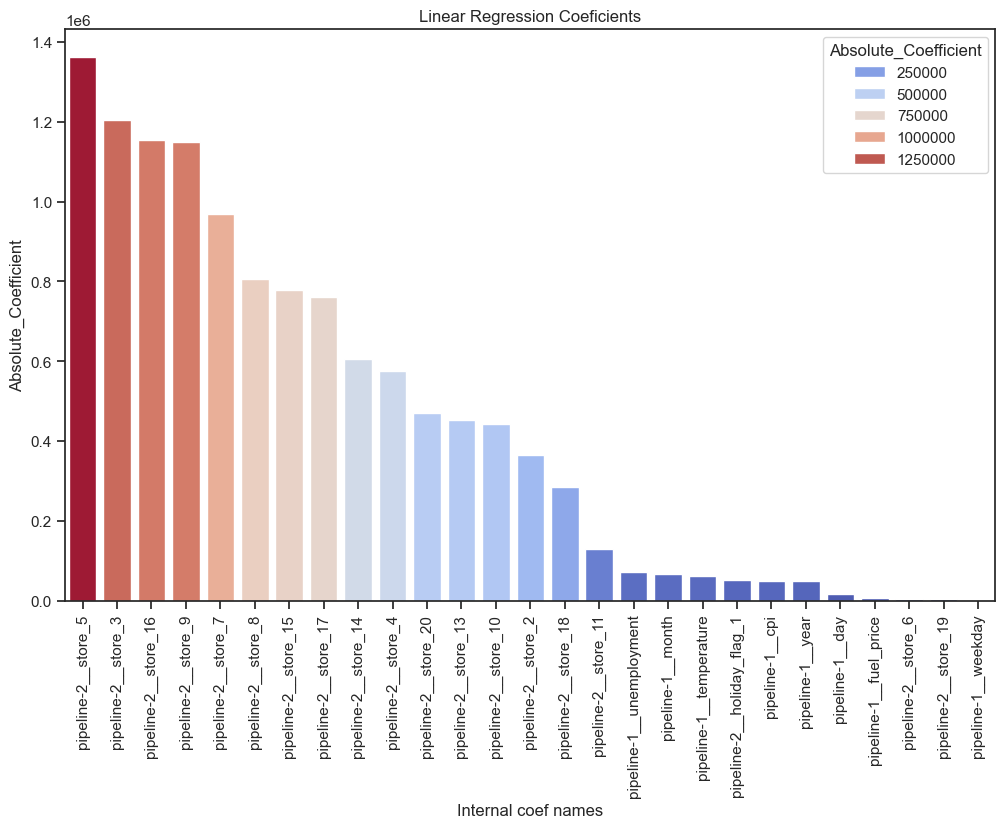 Linear Regression Coeficients
1e6
1.4
1.2
1.0
0.8
0.6
0.4
0.2
0.0
Absolute_Coefficient
Absolute_Coefficient
250000
500000
750000
1000000
1250000
pipeline-2__store_5
pipeline-2__store_3
pipeline-2__store_16
pipeline-2__store_9
pipeline-2__store_7
pipeline-2__store_8
pipeline-2__store_15
pipeline-2__store_17
pipeline-2__store_14
pipeline-2__store_4
pipeline-2__store_20
pipeline-2__store_13
pipeline-2__store_10
pipeline-2__store_2
pipeline-2__store_18
pipeline-2__store_11
pipeline-1__unemployment
pipeline-1__month
pipeline-1__temperature
pipeline-2__holiday_flag_1
pipeline-1__cpi
pipeline-1__year
pipeline-1__day
pipeline-1__fuel_price
pipeline-2__store_6
pipeline-2__store_19
pipeline-1__weekday
Internal coef names